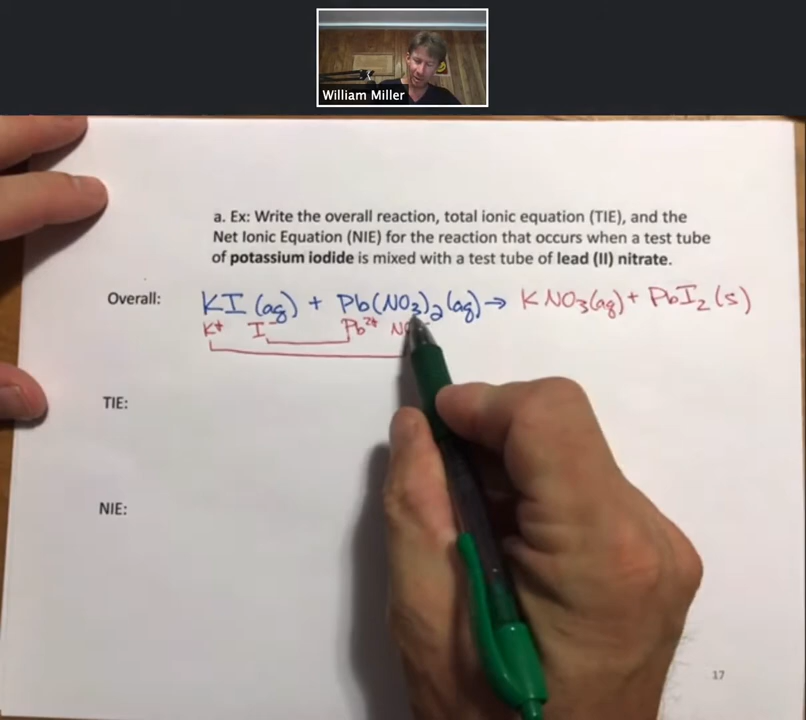 William Miller
a. Ex: Write the overall reaction, total ionic equation (TIE), and the
Net Ionic Equation (NIE) for the reaction that occurs when a test tube
of potassium iodide is mixed with a test tube of lead (II) nitrate.
Overall: KI (aq) + Pb(NO₃)₂(aq) → KNO₃(aq) + PbI₂(s)
K⁺ I⁻ Pb²⁺
TIE:
NIE:
17